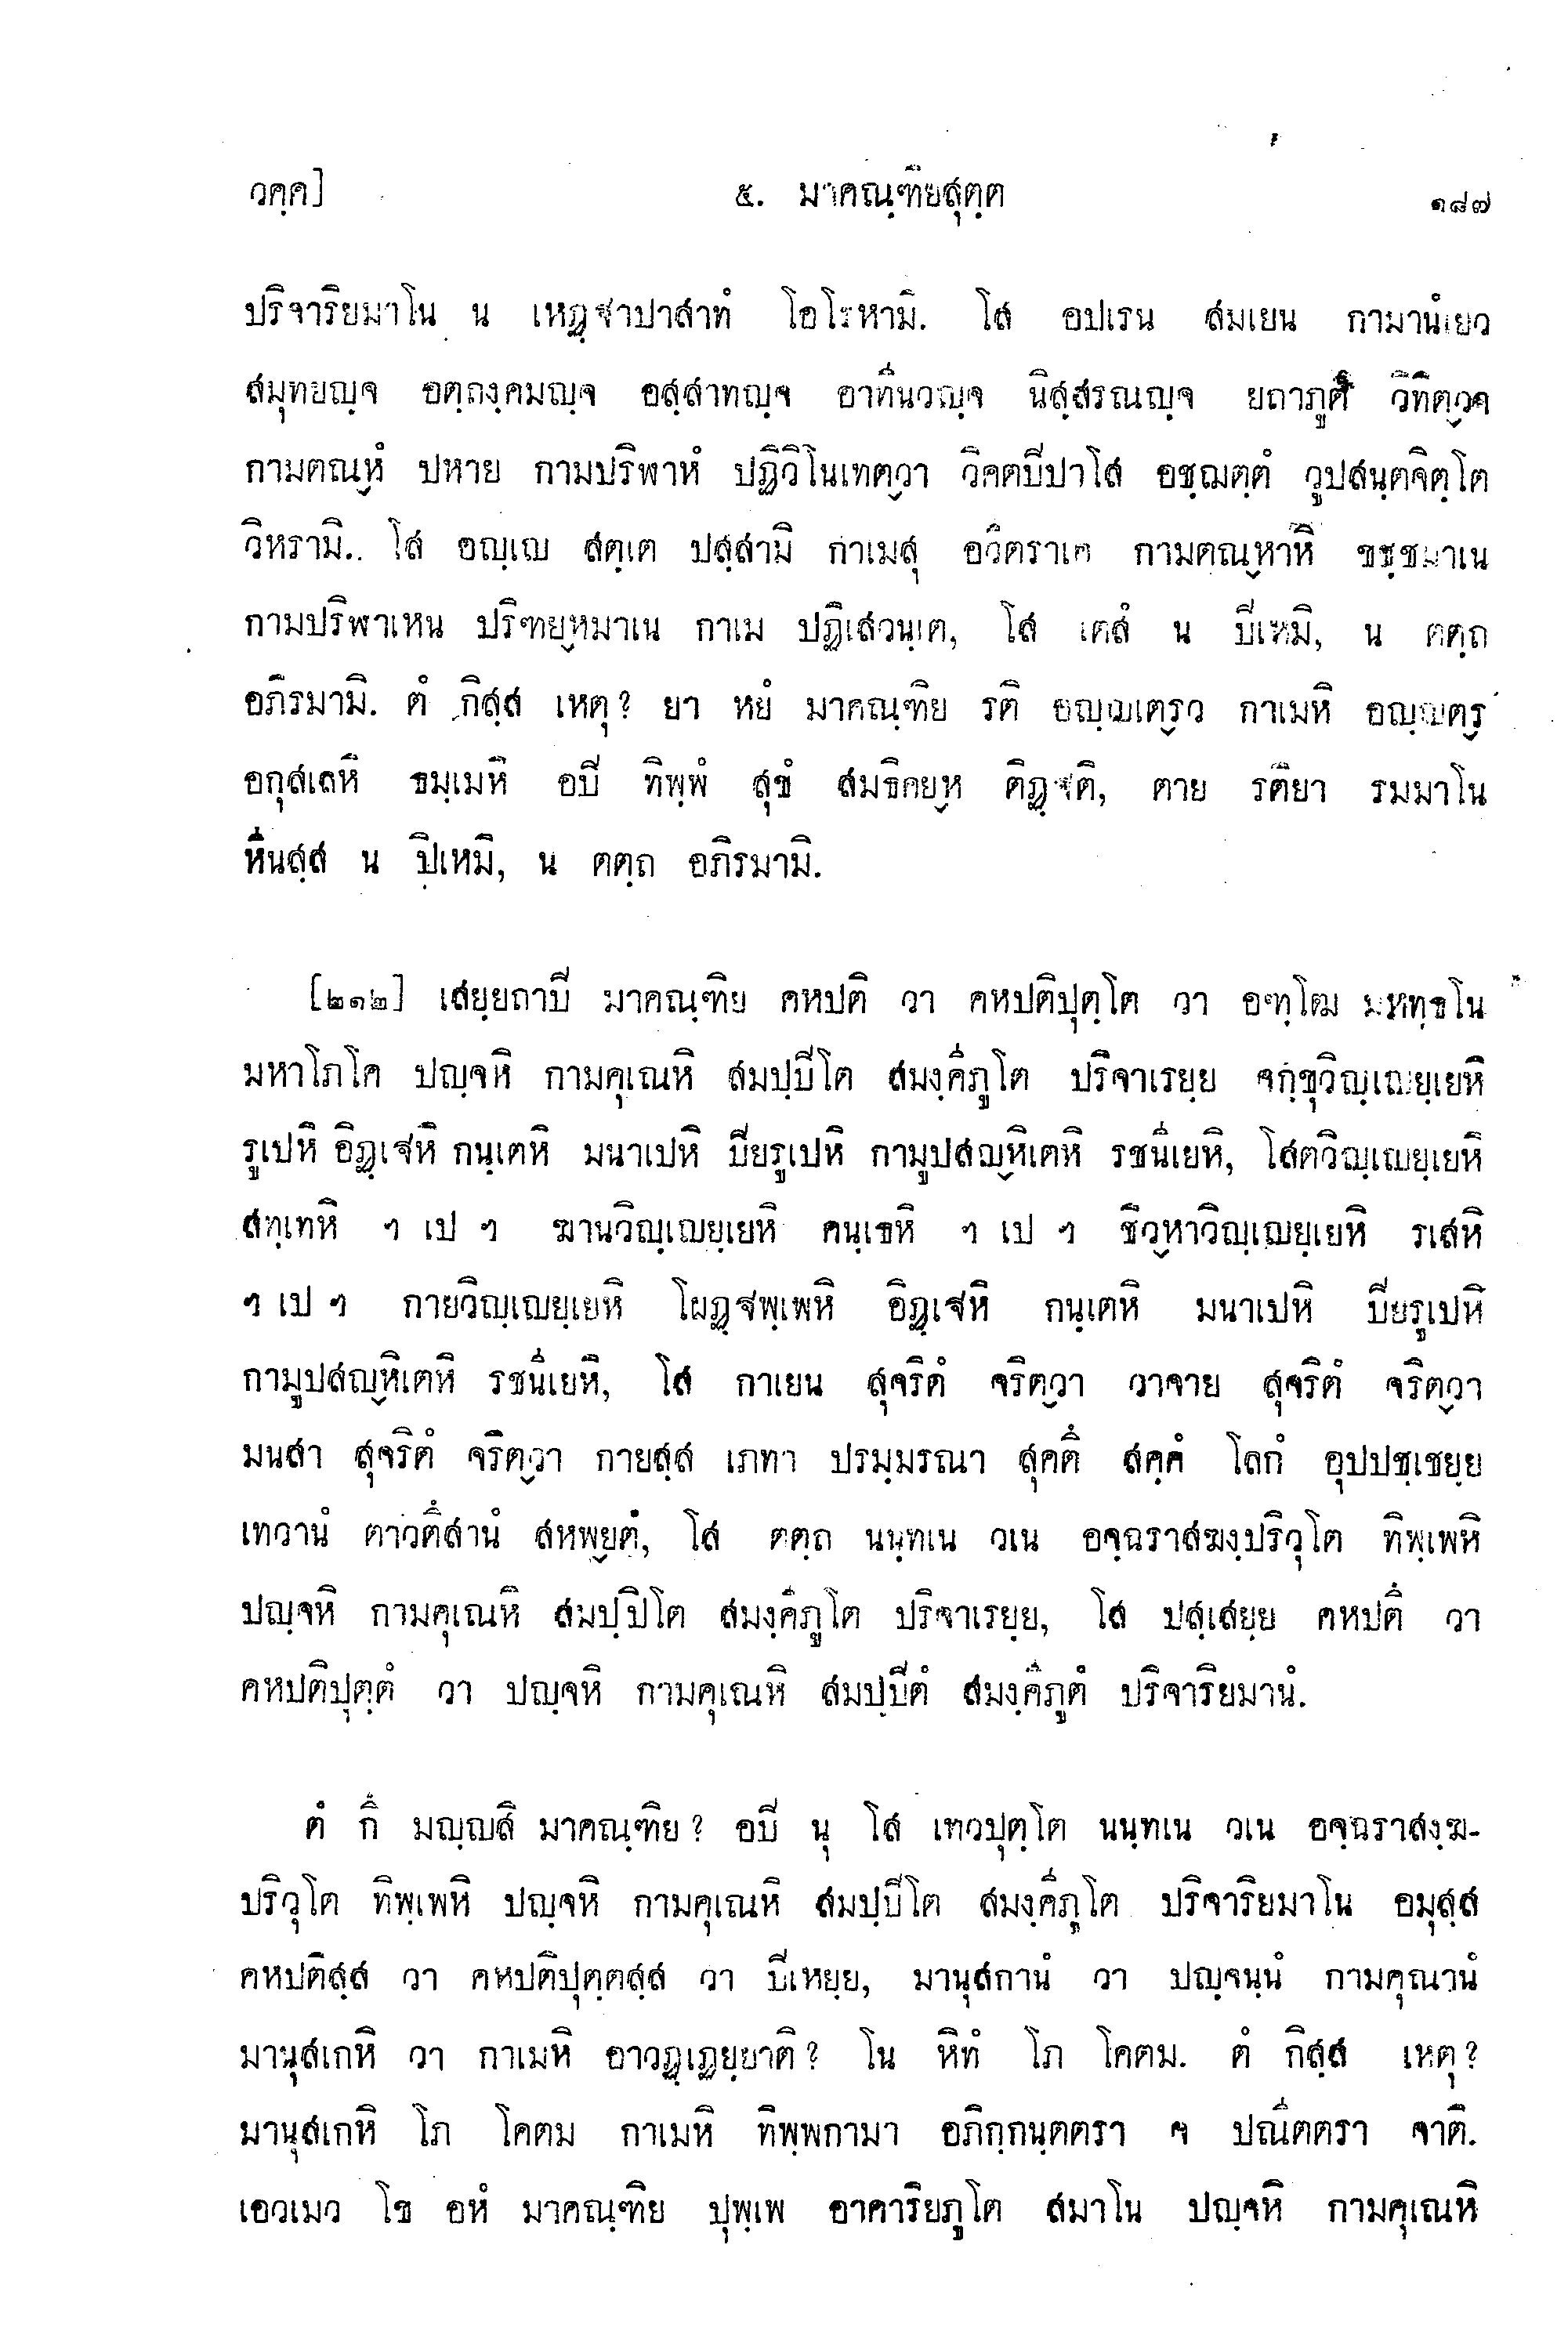 วคฺค] ๕. มาคณฺฑิยสุตฺต ๑๘๗
ปริจาริยมาโน น เหฏฺฐาปาสาทํ โอโรหามิ. โส อปเรน สมเยน กามานํเยว
สมุทยญฺจ อตฺถงฺคมญฺจ อสฺสาทญฺจ อาทีนวญฺจ นิสฺสรณญฺจ ยถาภูตํ วิทิตฺวา
กามตณฺหํ ปหาย กามปริฬาหํ ปฏิวิโนเทตฺวา วิคตปีปาโส อชฺฌตฺตํ วูปสนฺตจิตฺโต
วิหรามิ. โส อญฺเญ สตฺเต ปสฺสามิ กาเมสุ อวีตราเค กามตณฺหาหิ ขชฺชมาเน
กามปริฬาเหน ปริฑยฺหมาเน กาเม ปฏิเสวนฺเต, โส เตสํ น ปีเหมิ, น ตตฺถ
อภิรมามิ. ตํ กิสฺส เหตุ? ยา หยํ มาคณฺฑิย รติ อญฺญเตฺรว กาเมหิ อญฺญตฺร
อกุสเลหิ ธมฺเมหิ อปี ทิพฺพํ สุขํ สมธิคยฺห ติฏฺฐติ, ตาย รติยา รมมาโน
หีนสฺส น ปิเหมิ, น ตตฺถ อภิรมามิ.
[๒๑๒] เสยฺยถาปี มาคณฺฑิย คหปติ วา คหปติปุตฺโต วา อฑฺโฒ มหทฺธโน
มหาโภโค ปญฺจหิ กามคุเณหิ สมปฺปีโต สมงฺคีภูโต ปริจาเรยฺย จกฺขุวิญฺเญยฺเยหิ
รูเปหิ อิฏฺเฐหิ กนฺเตหิ มนาเปหิ ปียรูเปหิ กามูปสญฺหิเตหิ รชนีเยหิ, โสตวิญฺเญยฺเยหิ
สทฺเทหิ ฯ เป ฯ ฆานวิญฺเญยฺเยหิ คนฺเธหิ ฯ เป ฯ ชิวฺหาวิญฺเญยฺเยหิ รเสหิ
ฯ เป ฯ กายวิญฺเญยฺเยหิ โผฏฺฐพฺเพหิ อิฏฺเฐหิ กนฺเตหิ มนาเปหิ ปียรูเปหิ
กามูปสญฺหิเตหิ รชนีเยหิ, โส กาเยน สุจริตํ จริตฺวา วาจาย สุจริตํ จริตฺวา
มนสา สุจริตํ จริตฺวา กายสฺส เภทา ปรมฺมรณา สุคตึ สคฺคํ โลกํ อุปปชฺเชยฺย
เทวานํ ตาวตึสานํ สหพฺยตํ, โส ตตฺถ นนฺทเน วเน อจฺฉราสฆงฺปริวุโต ทิพฺเพหิ
ปญฺจหิ กามคุเณหิ สมปฺปิโต สมงฺคีภูโต ปริจาเรยฺย, โส ปสฺเสยฺย คหปตึ วา
คหปติปุตฺตํ วา ปญฺจหิ กามคุเณหิ สมปฺปีตํ สมงฺคีภูตํ ปริจาริยมานํ.
ตํ กึ มญฺญสิ มาคณฺฑิย? อปี นุ โส เทวปุตฺโต นนฺทเน วเน อจฺฉราสงฺฆ-
ปริวุโต ทิพฺเพหิ ปญฺจหิ กามคุเณหิ สมปฺปีโต สมงฺคีภูโต ปริจาริยมาโน อมุสฺส
คหปติสฺส วา คหปติปุตฺตสฺส วา ปีเหยฺย, มานุสกานํ วา ปญฺจนฺนํ กามคุณานํ
มานุสเกหิ วา กาเมหิ อาวฏฺเฏยฺยาติ? โน หิทํ โภ โคตม. ตํ กิสฺส เหตุ?
มานุสเกหิ โภ โคตม กาเมหิ ทิพฺพกามา อภิกฺกนฺตตรา จ ปณีตตรา จาติ.
เอวเมว โข อหํ มาคณฺฑิย ปุพฺเพ อาคาริยภูโต สมาโน ปญฺจหิ กามคุเณหิ